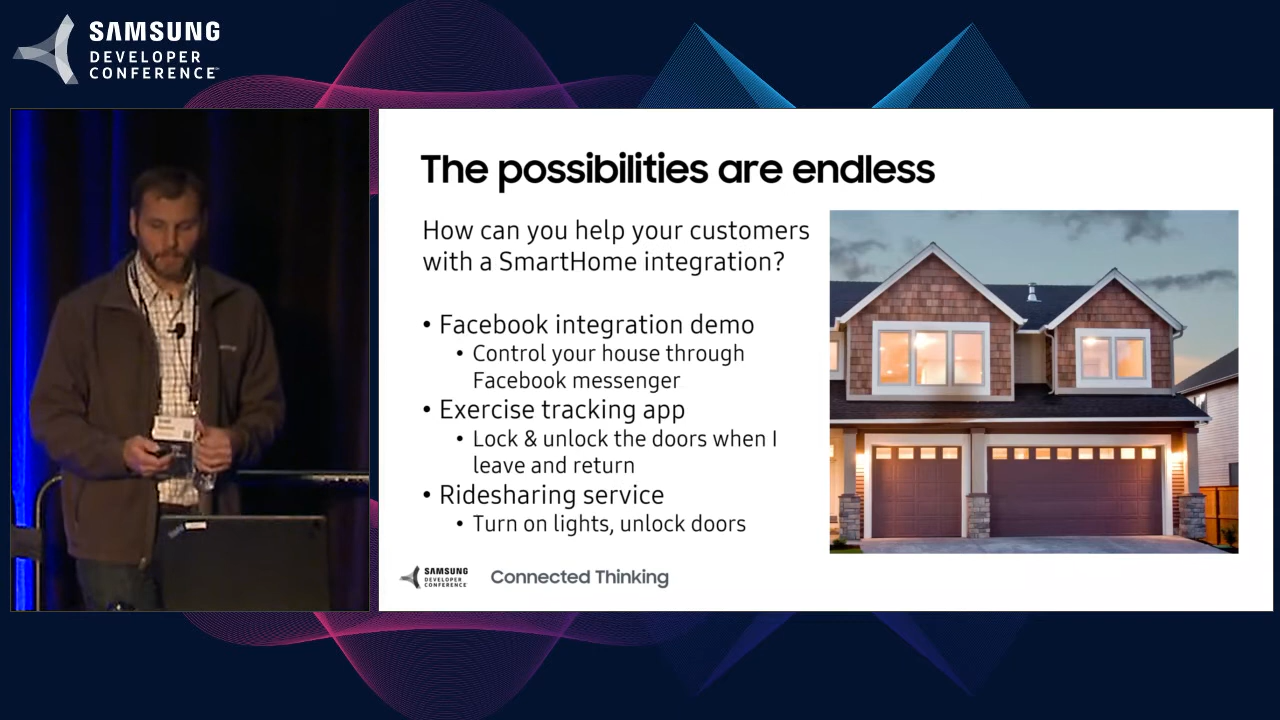 SAMSUNG
DEVELOPER
CONFERENCE
The possibilities are endless
How can you help your customers
with a SmartHome integration?
• Facebook integration demo
• Control your house through
Facebook messenger
• Exercise tracking app
• Lock & unlock the doors when I
leave and return
• Ridesharing service
• Turn on lights, unlock doors
SAMSUNG
DEVELOPER
CONFERENCE
Connected Thinking